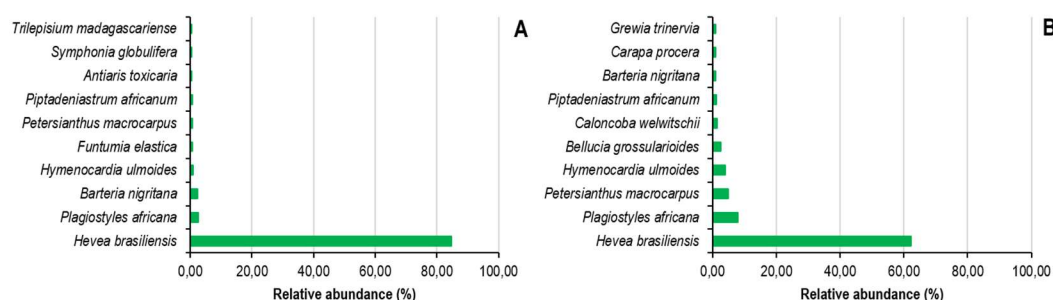 A
Trilepisium madagascariense
Symphonia globulifera
Antiaris toxicaria
Piptadeniastrum africanum
Petersianthus macrocarpus
Funtumia elastica
Hymenocardia ulmoides
Barteria nigritana
Plagiostyles africana
Hevea brasiliensis
0,00 20,00 40,00 60,00 80,00 100,00
Relative abundance (%)
B
Grewia trinervia
Carapa procera
Barteria nigritana
Piptadeniastrum africanum
Caloncoba welwitschii
Bellucia grossularioides
Hymenocardia ulmoides
Petersianthus macrocarpus
Plagiostyles africana
Hevea brasiliensis
0,00 20,00 40,00 60,00 80,00 100,00
Relative abundance (%)